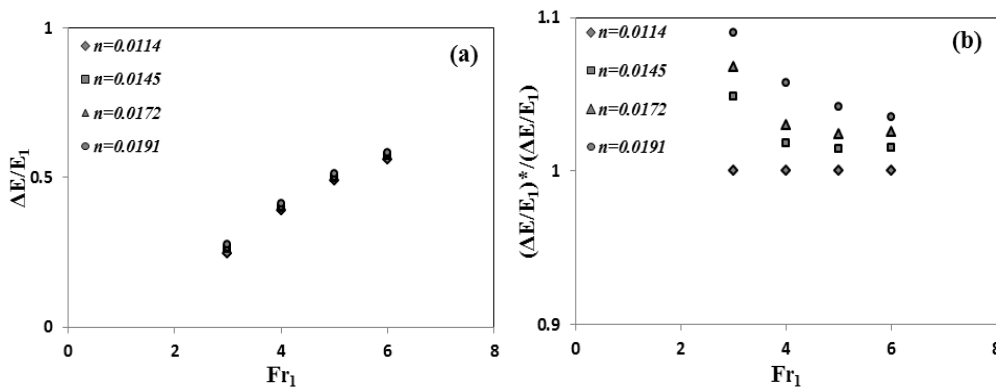 (a)
n=0.0114
n=0.0145
n=0.0172
n=0.0191
1
0.5
0
0 2 4 6 8
ΔE/E1
Fr1
(b)
n=0.0114
n=0.0145
n=0.0172
n=0.0191
1.1
1
0.9
0 2 4 6 8
(ΔE/E1)*/(ΔE/E1)
Fr1